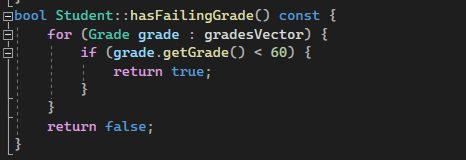 bool Student::hasFailingGrade() const {
    for (Grade grade : gradesVector) {
        if (grade.getGrade() < 60) {
            return true;
        }
    }
    return false;
}